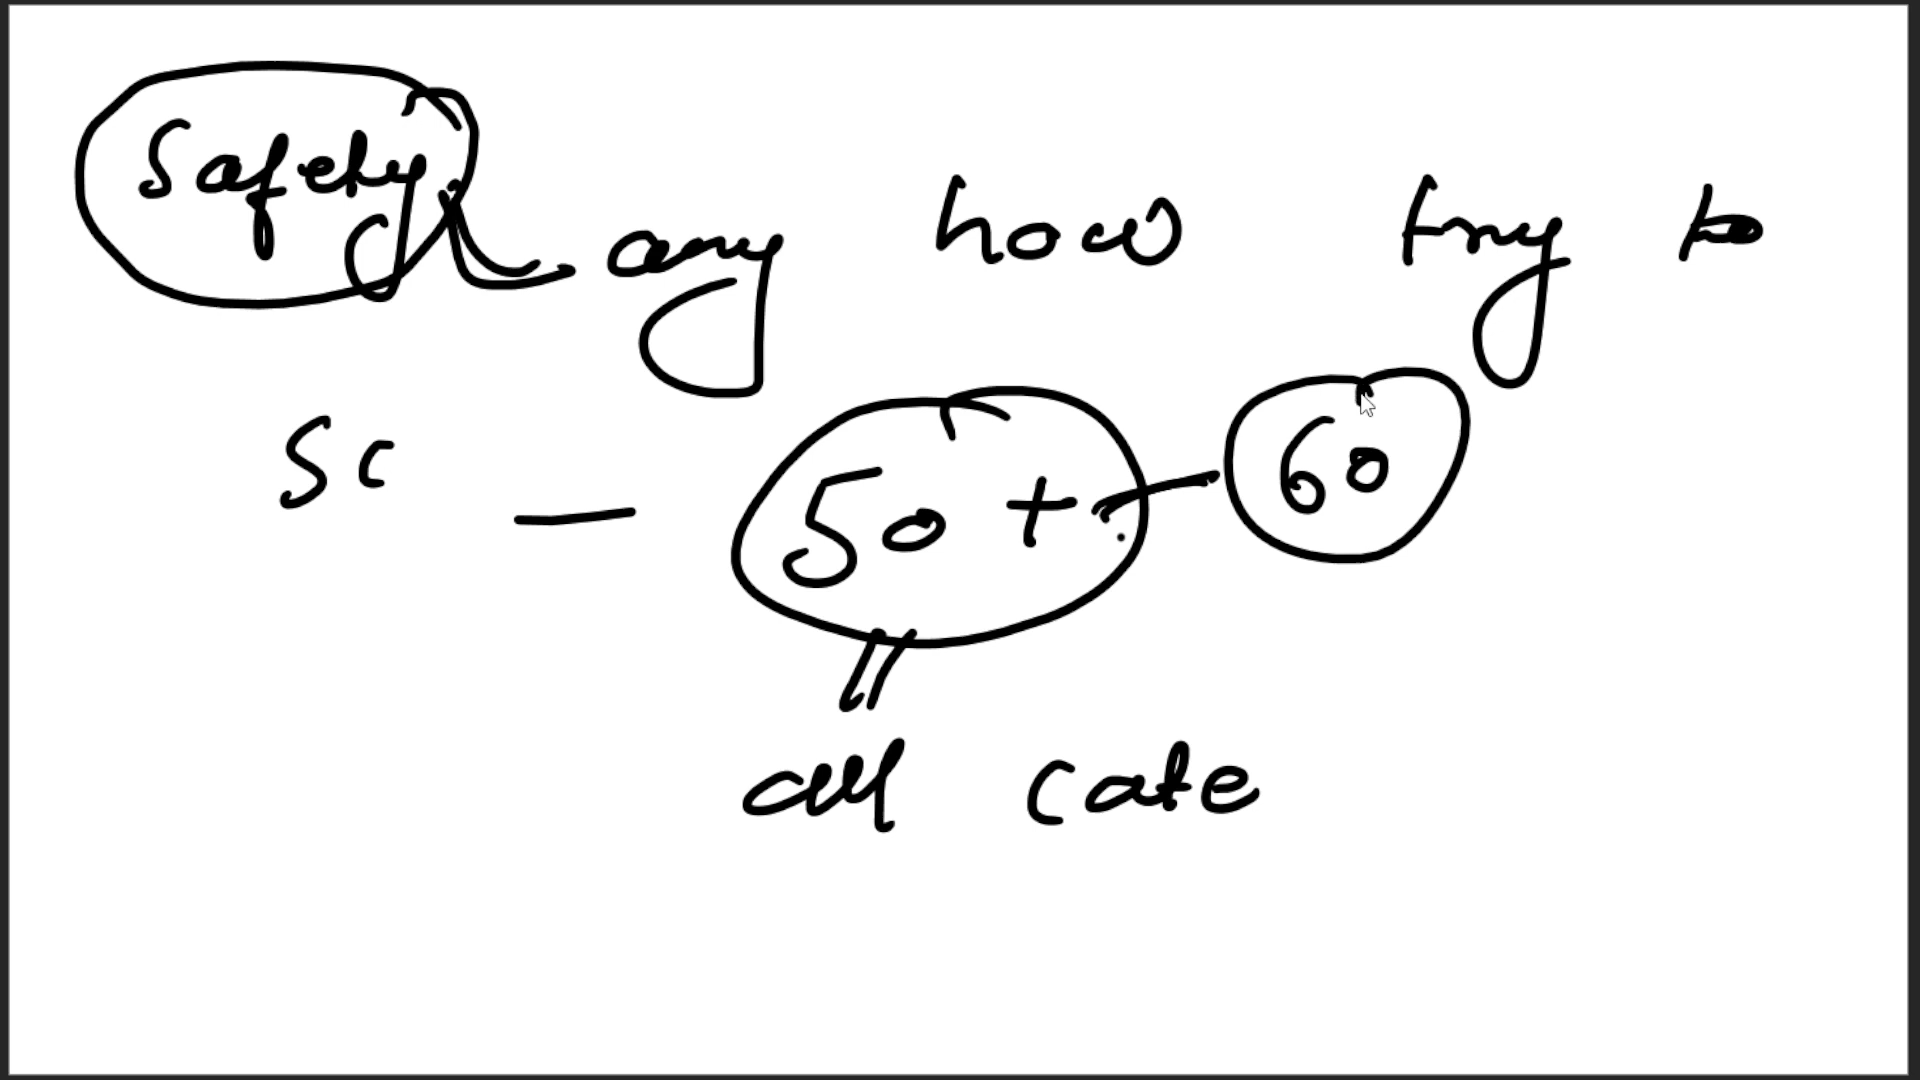 Safety any how try to
Sc — 50 + — 60
all cate